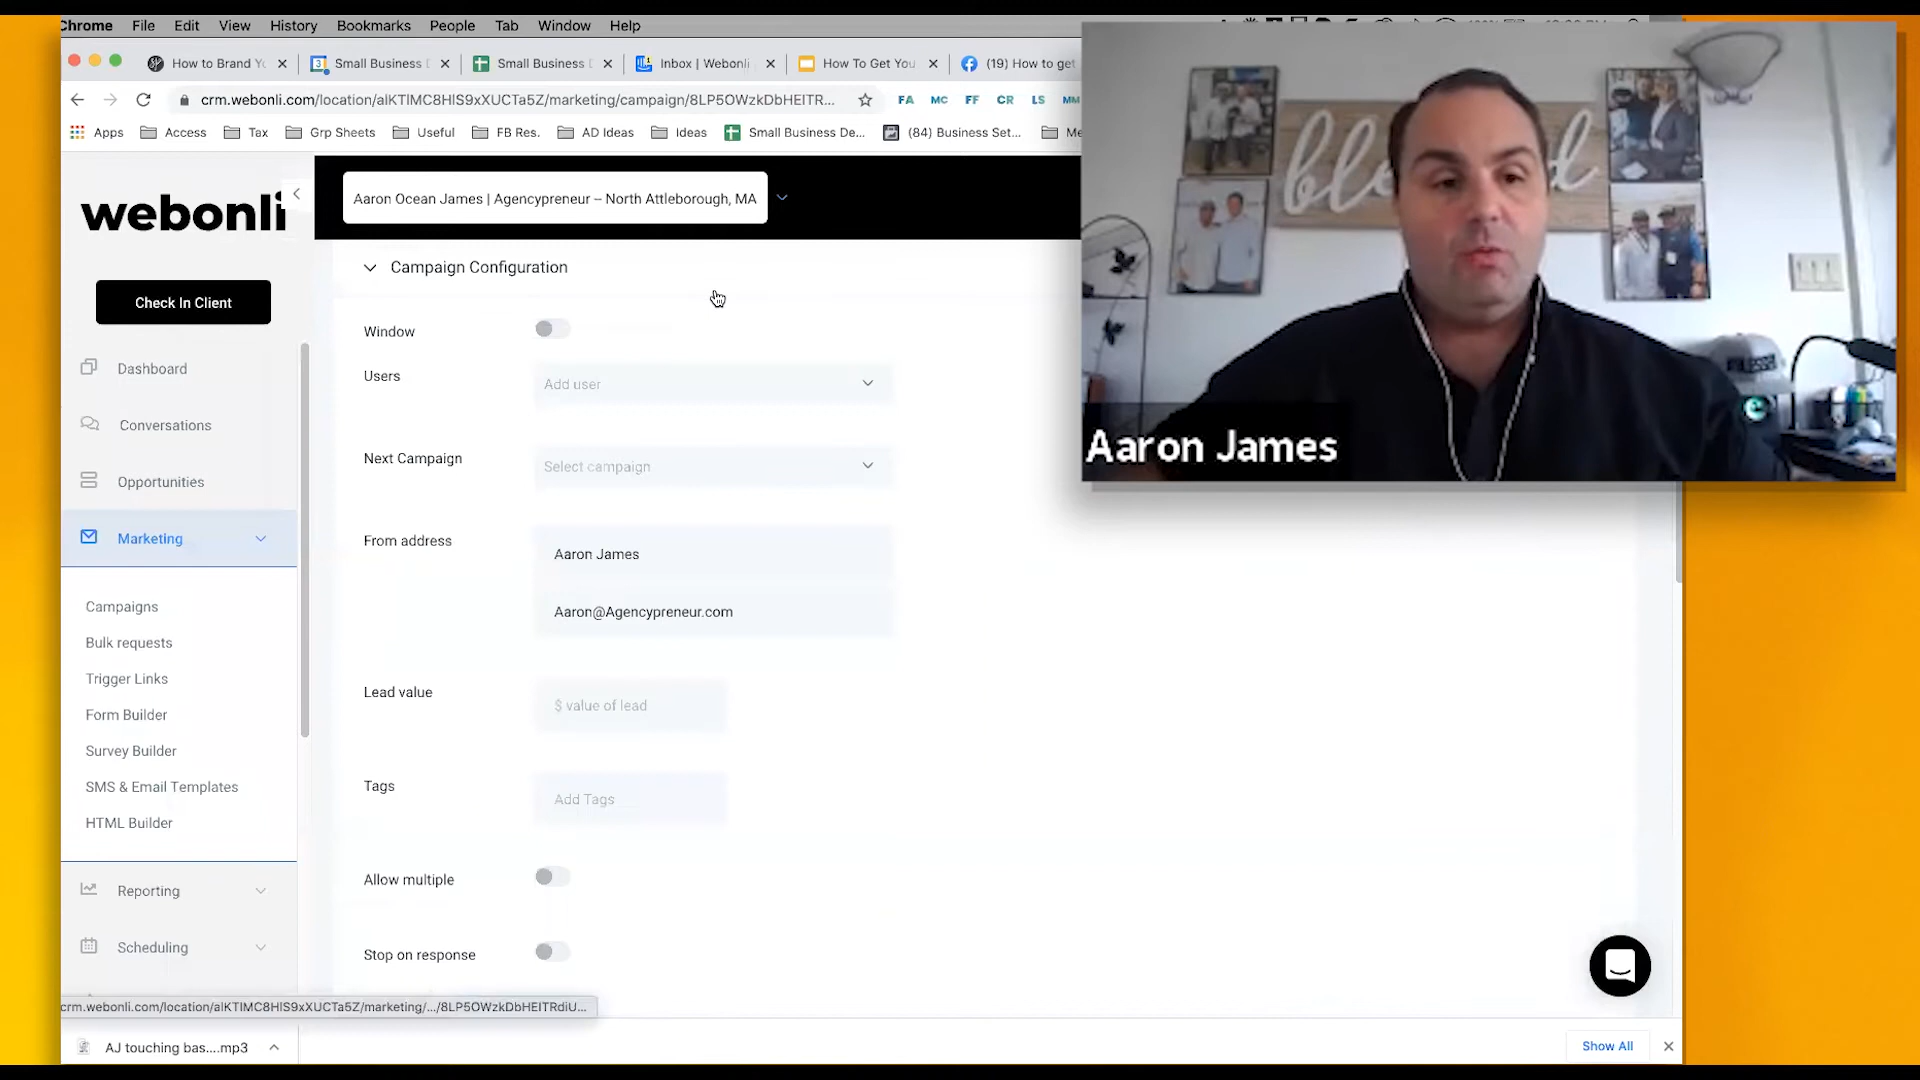 Chrome File Edit View History Bookmarks People Tab Window Help
How to Brand Yo Small Business D Small Business D Inbox | Webonli How To Get You (19) How to get
crm.webonli.com/location/alKTlMC8HlS9xXUCTa5Z/marketing/campaign/8LP5OWzkDbHEITR... FA MC FF CR LS MM
Apps Access Tax Grp Sheets Useful FB Res. AD Ideas Ideas Small Business De... (84) Business Set... Me
webonli
Aaron Ocean James | Agencypreneur – North Attleborough, MA
Check In Client
Dashboard
Conversations
Opportunities
Marketing
Campaigns
Bulk requests
Trigger Links
Form Builder
Survey Builder
SMS & Email Templates
HTML Builder
Reporting
Scheduling
Campaign Configuration
Window
Users Add user
Next Campaign Select campaign
From address Aaron James
Aaron@Agencypreneur.com
Lead value $ value of lead
Tags Add Tags
Allow multiple
Stop on response
Aaron James
crm.webonli.com/location/alKTlMC8HlS9xXUCTa5Z/marketing/.../8LP5OWzkDbHEITRdiU...
AJ touching bas....mp3
Show All